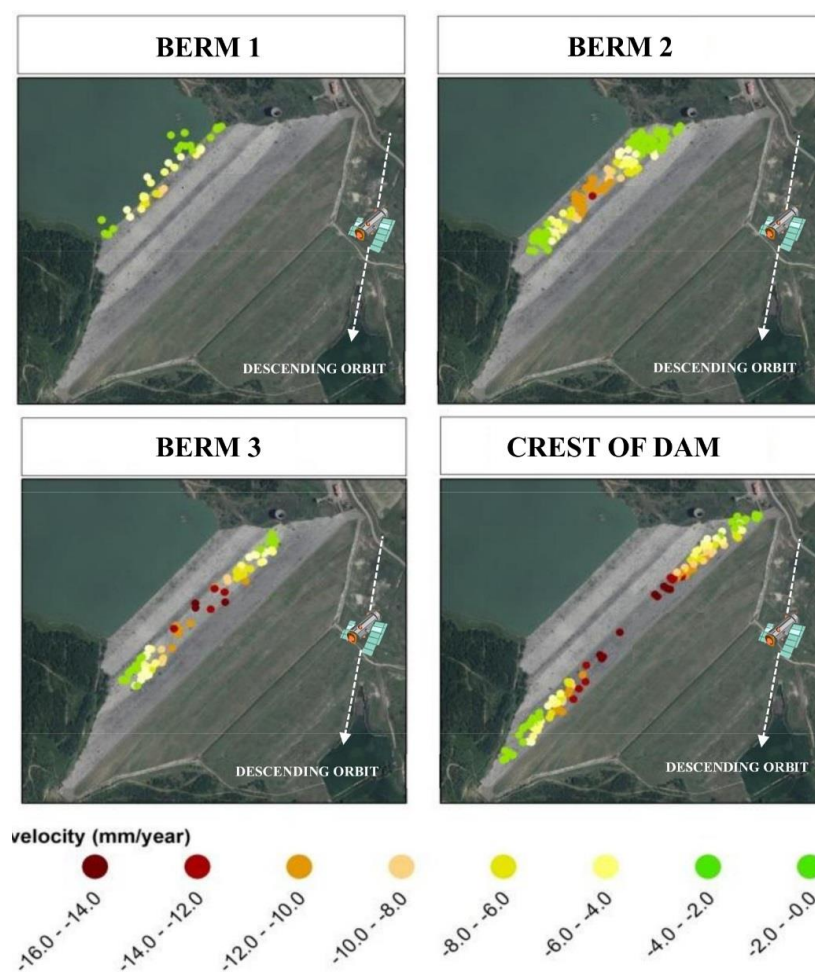 BERM 1
BERM 2
DESCENDING ORBIT
DESCENDING ORBIT
BERM 3
CREST OF DAM
DESCENDING ORBIT
DESCENDING ORBIT
velocity (mm/year)
-16.0 - -14.0
-14.0 - -12.0
-12.0 - -10.0
-10.0 - -8.0
-8.0 - -6.0
-6.0 - -4.0
-4.0 - -2.0
-2.0 - -0.0